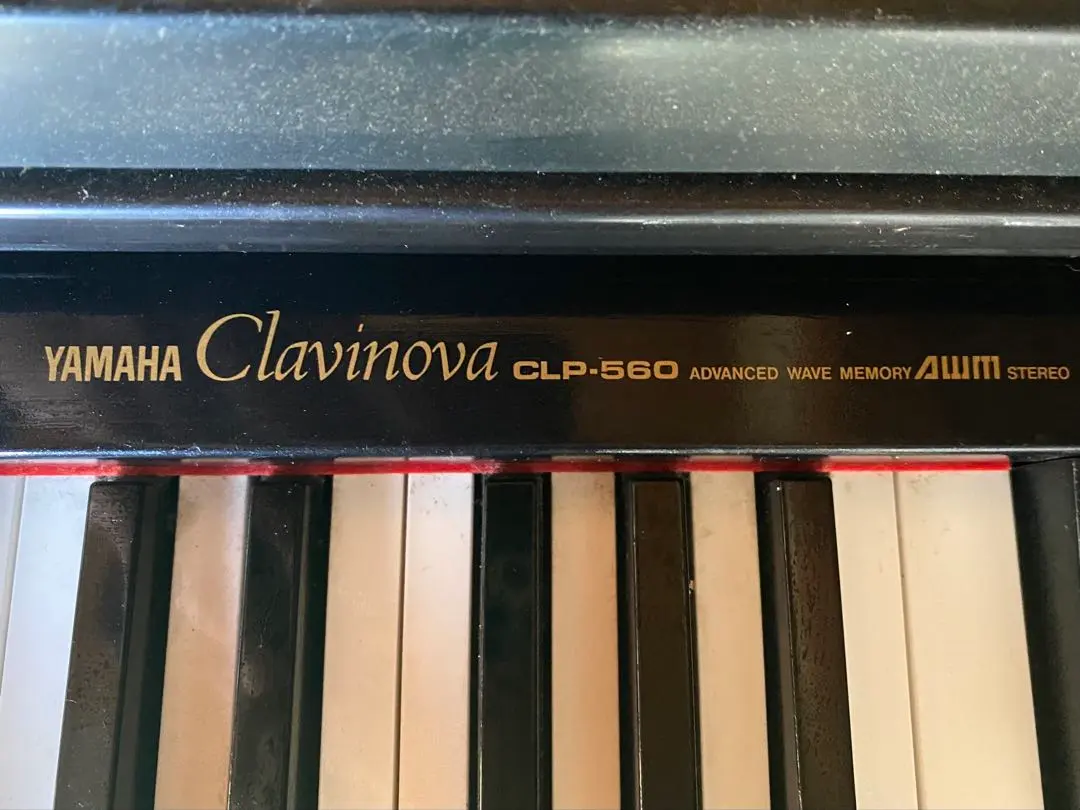 YAMAHA Clavinova CLP-560 ADVANCED WAVE MEMORY AWM STEREO